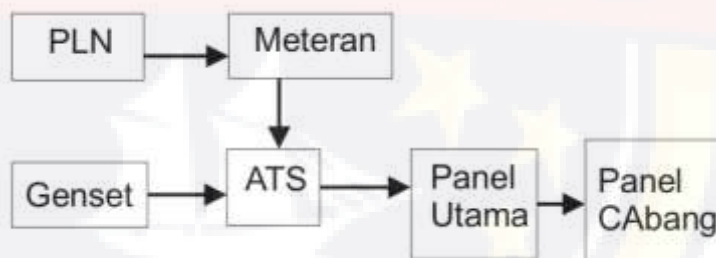 PLN
Meteran
Genset
ATS
Panel
Utama
Panel
CAbang